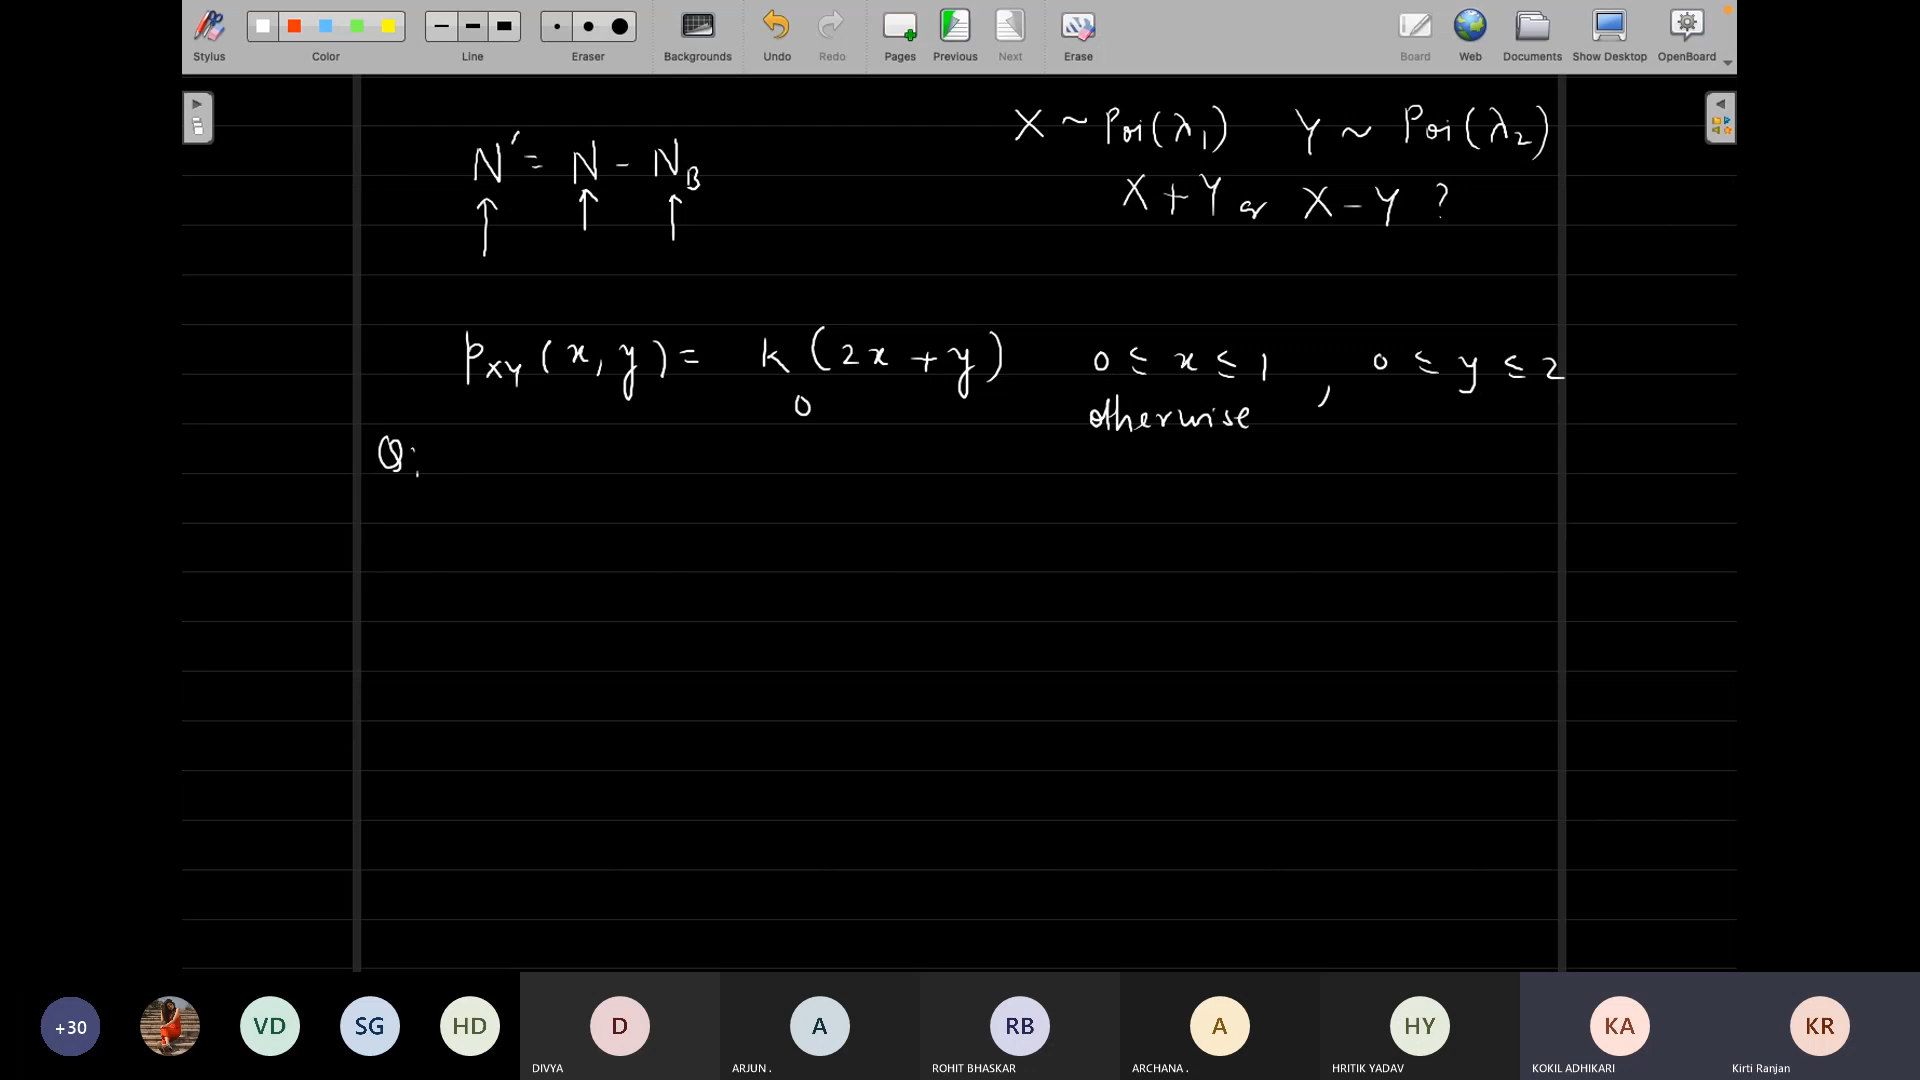 Stylus Color Line Eraser Backgrounds Undo Redo Pages Previous Next Erase Board Web Documents Show Desktop OpenBoard
X ~ Poi(λ₁) Y ~ Poi(λ₂)
N' = N - N_B
X + Y or X - Y ?
p_XY (x, y) = k (2x + y) 0 ≤ x ≤ 1 , 0 ≤ y ≤ 2
0 otherwise
Q:
+30 VD SG HD D A RB A HY KA KR
DIVYA ARJUN . ROHIT BHASKAR ARCHANA . HRITIK YADAV KOKIL ADHIKARI Kirti Ranjan